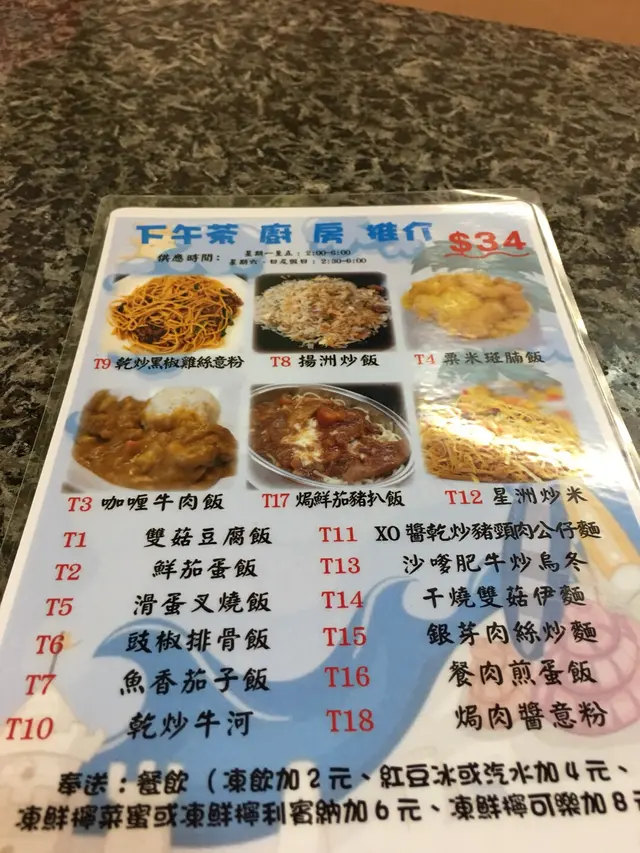 下午茶 廚 房 推介 $34
供應時間： 星期一至五：2:00-6:00
星期六、日及假日：2:30-6:00
T9 乾炒黑椒雞絲意粉 T8 揚洲炒飯 T4 粟米斑腩飯
T3 咖喱牛肉飯 T17 焗鮮茄豬扒飯 T12 星洲炒米
T1 雙菇豆腐飯 T11 XO醬乾炒豬頸肉公仔麵
T2 鮮茄蛋飯 T13 沙嗲肥牛炒烏冬
T5 滑蛋叉燒飯 T14 干燒雙菇伊麵
T6 豉椒排骨飯 T15 銀芽肉絲炒麵
T7 魚香茄子飯 T16 餐肉煎蛋飯
T10 乾炒牛河 T18 焗肉醬意粉
奉送：餐飲（凍飲加2元、紅豆冰或汽水加4元、
凍鮮檸菜蜜或凍鮮檸利賓納加6元、凍鮮檸可樂加8元